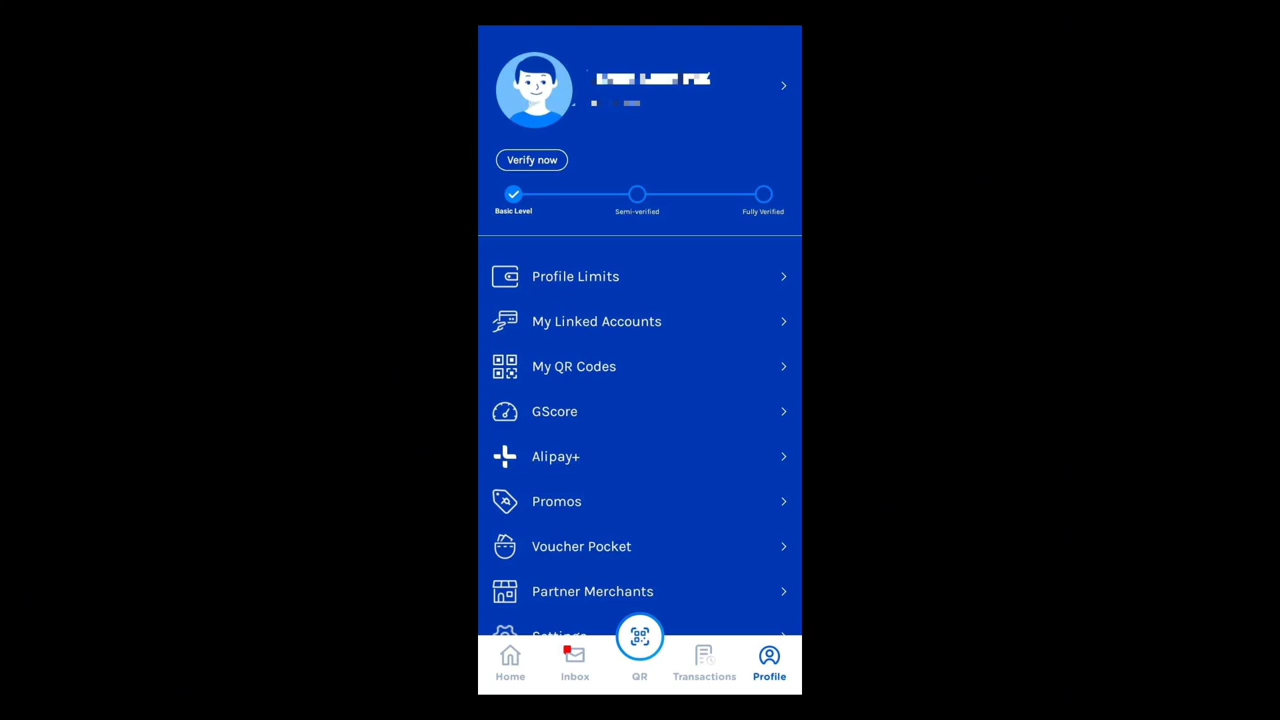 Verify now
Basic Level Semi-verified Fully Verified
Profile Limits
My Linked Accounts
My QR Codes
GScore
Alipay+
Promos
Voucher Pocket
Partner Merchants
Settings
Home Inbox QR Transactions Profile